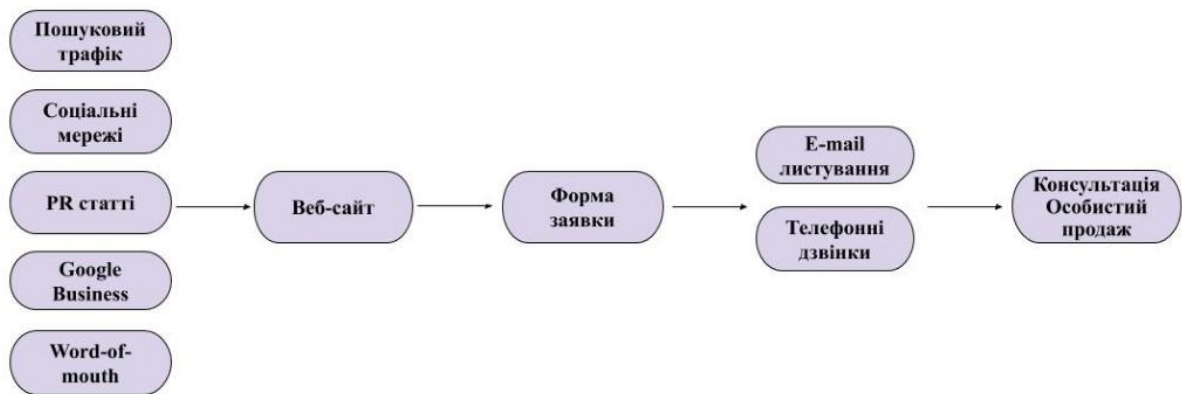 Пошуковий
трафік
Соціальні
мережі
PR статті
Google
Business
Word-of-
mouth
Веб-сайт
Форма
заявки
E-mail
листування
Телефонні
дзвінки
Консультація
Особистий
продаж